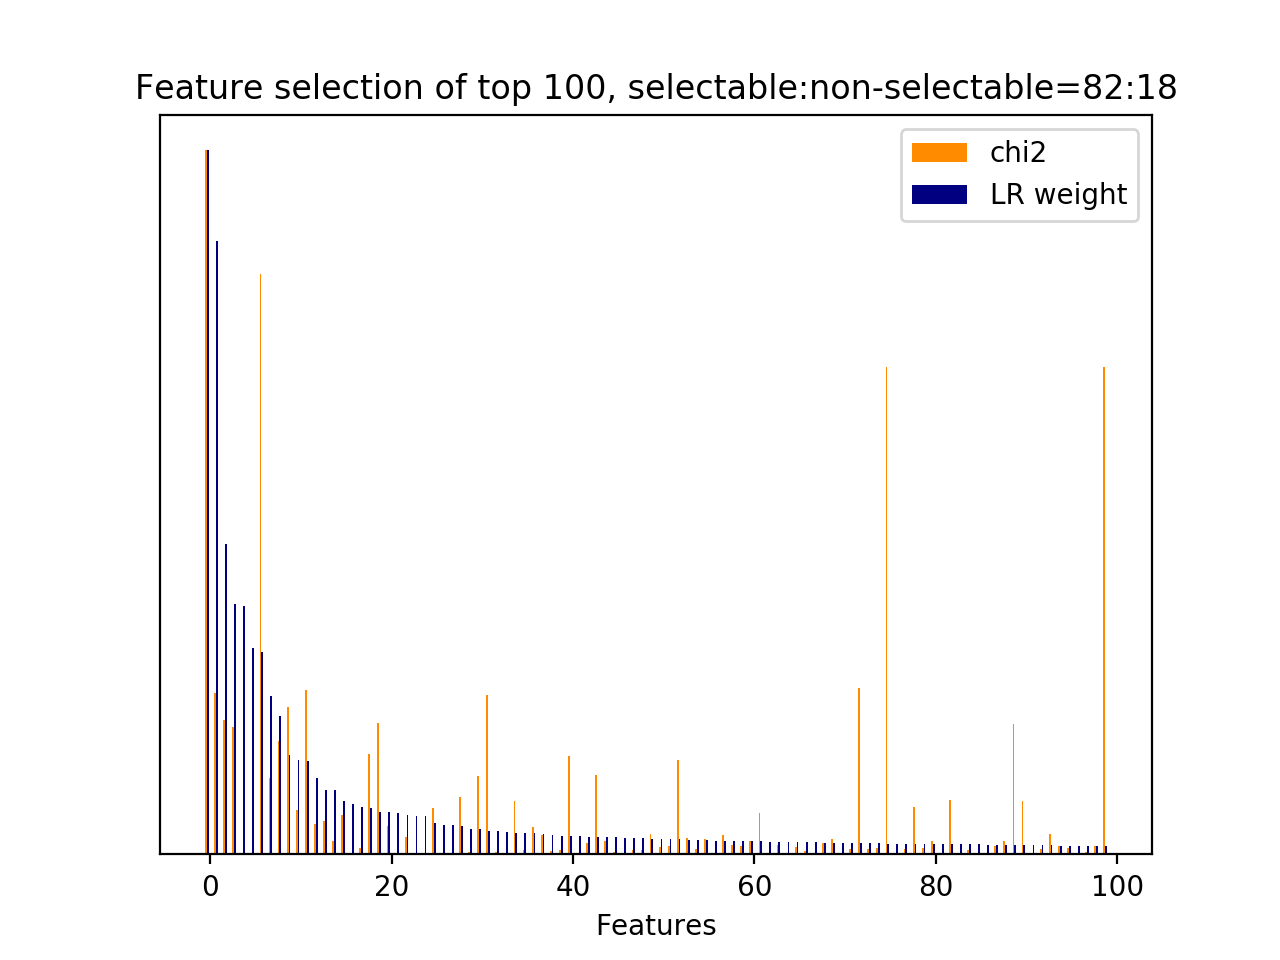 Feature selection of top 100, selectable:non-selectable=82:18
chi2
LR weight
0 20 40 60 80 100
Features